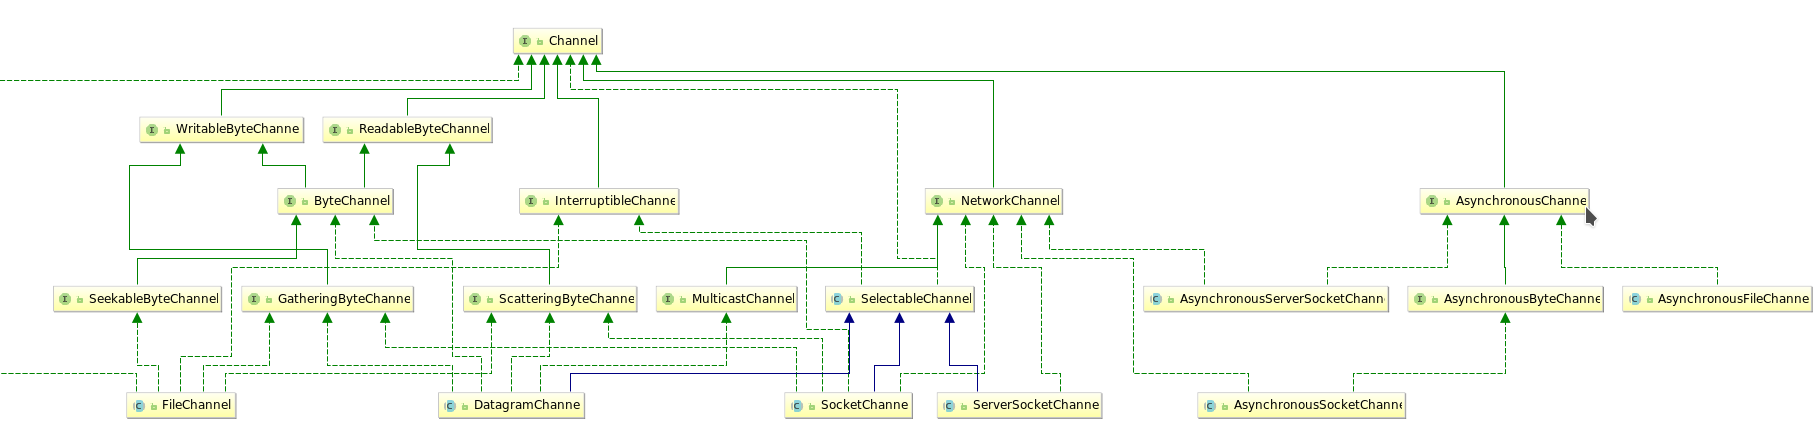 Channel
WritableByteChanne
ReadableByteChannel
ByteChannel
InterruptibleChanne
NetworkChannel
AsynchronousChanne
SeekableByteChannel
GatheringByteChanne
ScatteringByteChanne
MulticastChannel
SelectableChannel
AsynchronousServerSocketChann
AsynchronousByteChanne
AsynchronousFileChanne
FileChannel
DatagramChanne
SocketChanne
ServerSocketChanne
AsynchronousSocketChann